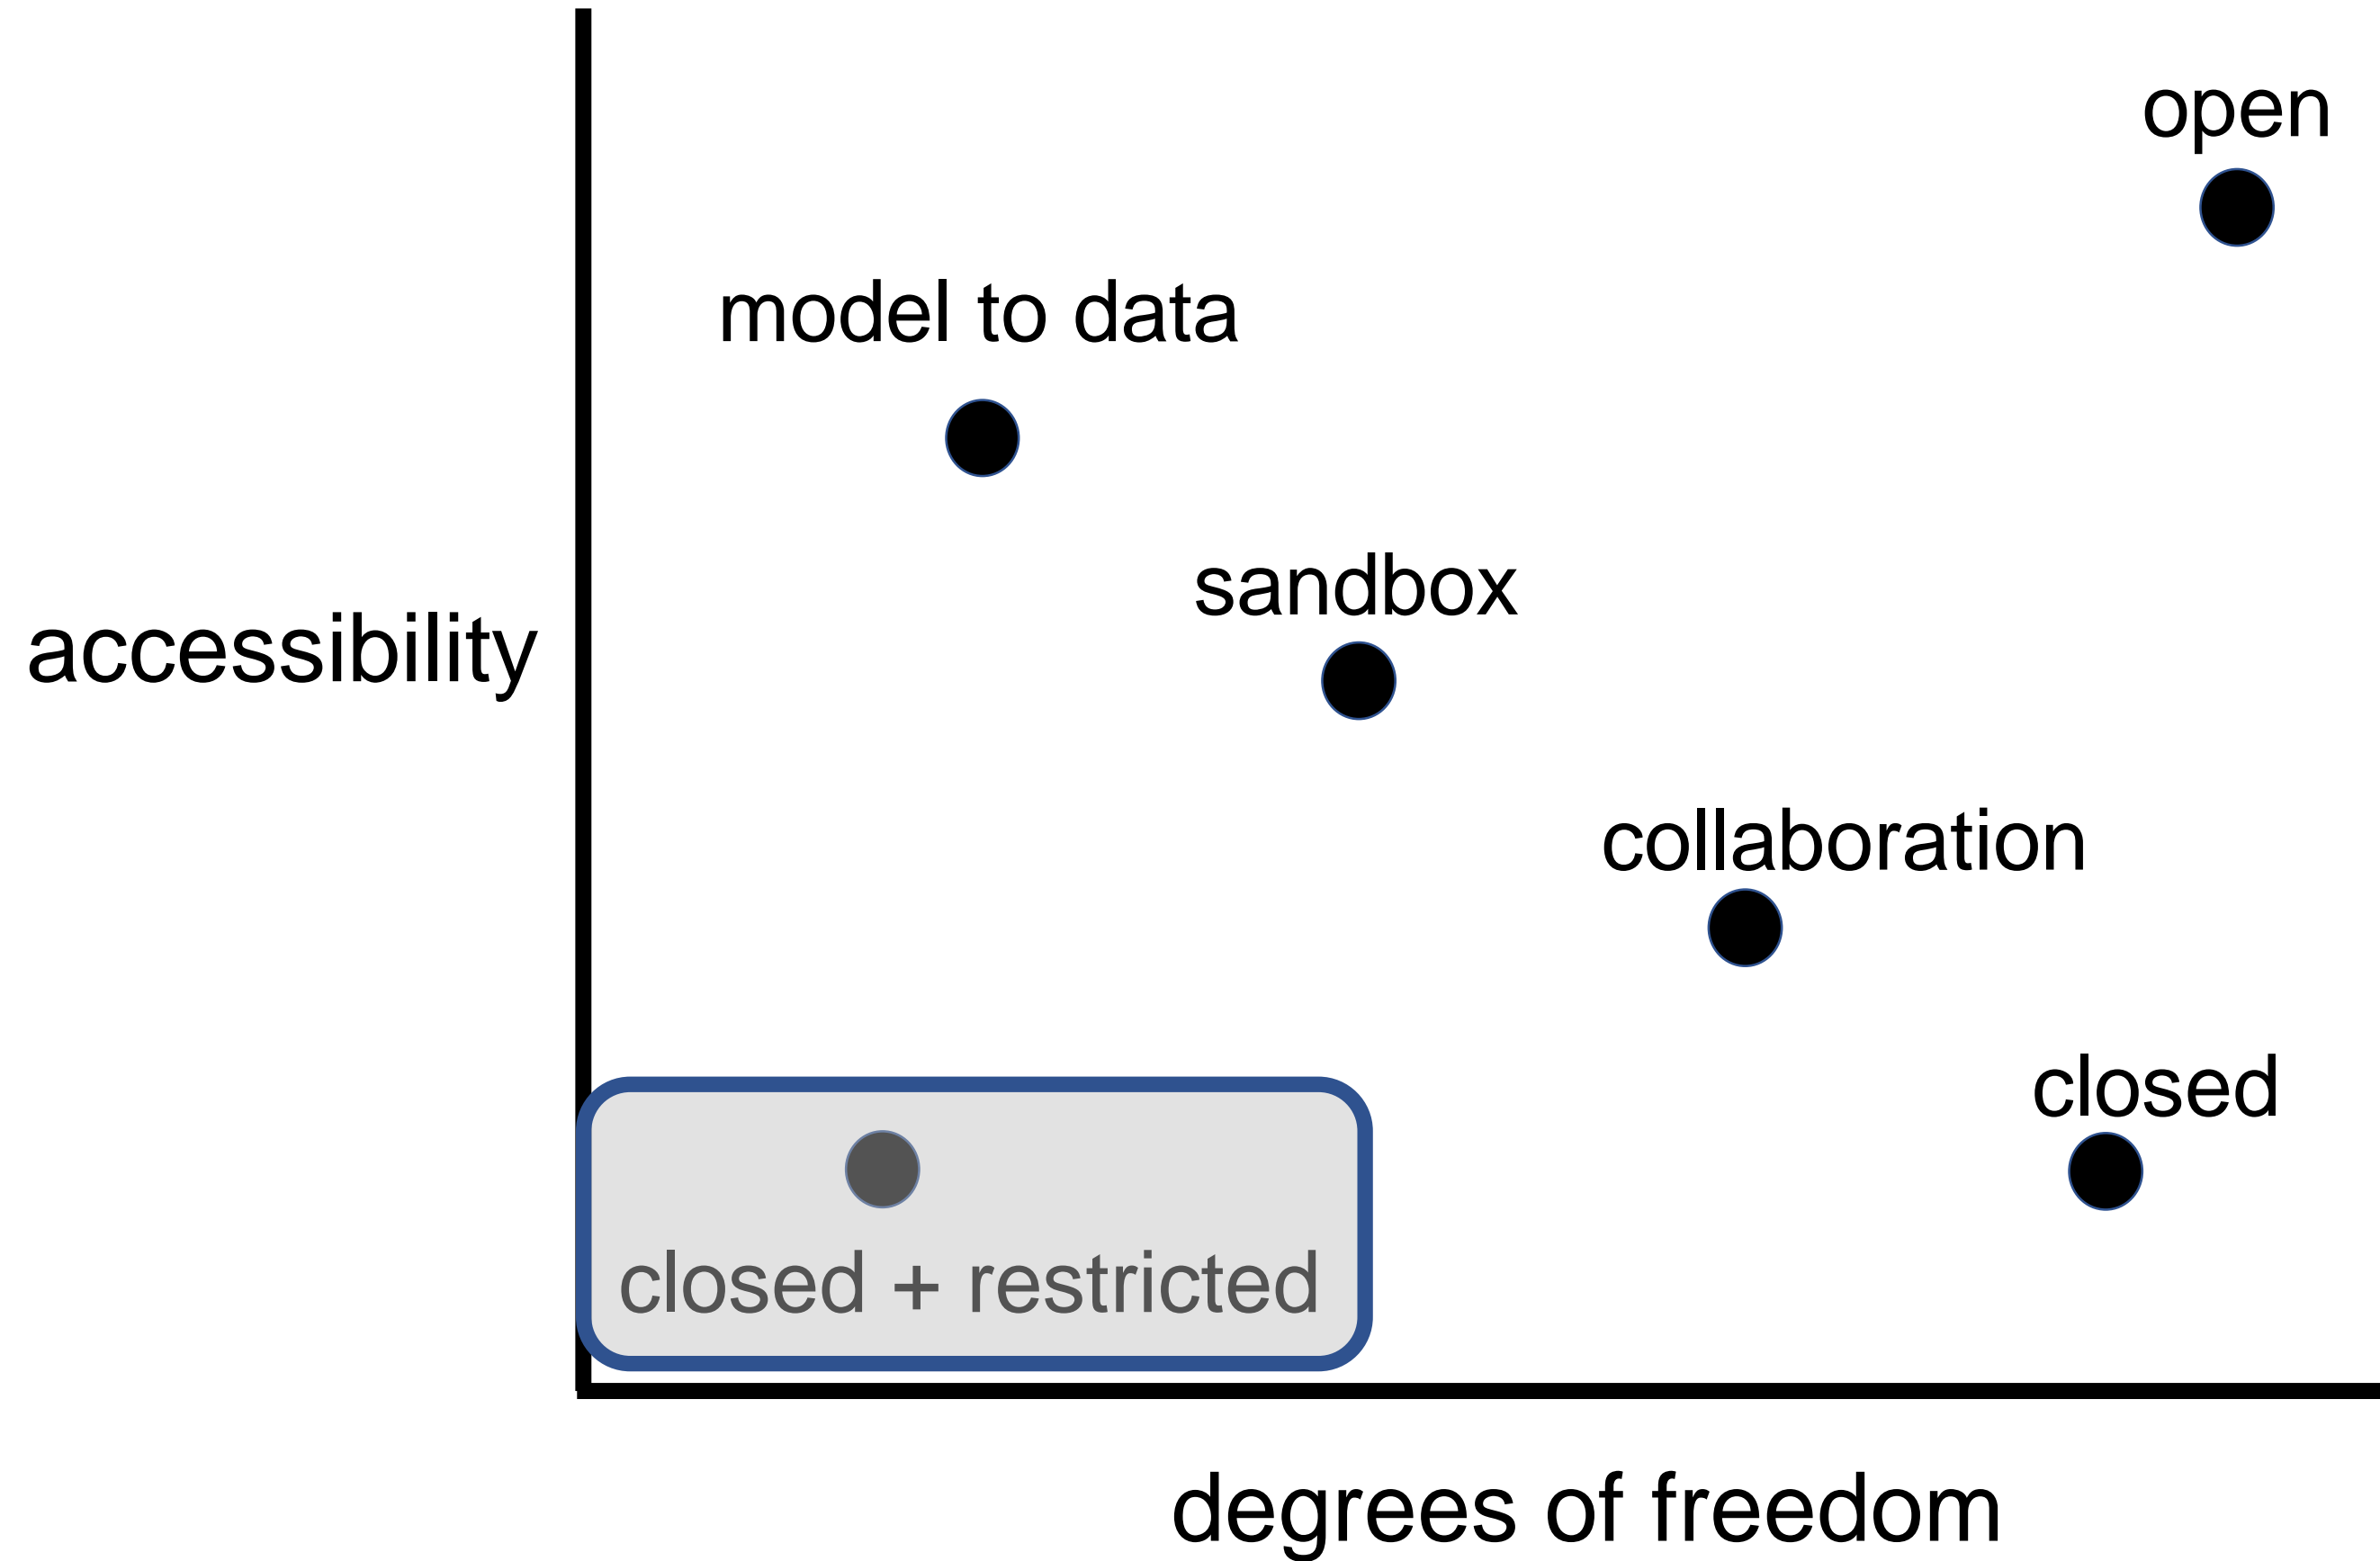 open
model to data
sandbox
accessibility
collaboration
closed
closed + restricted
degrees of freedom